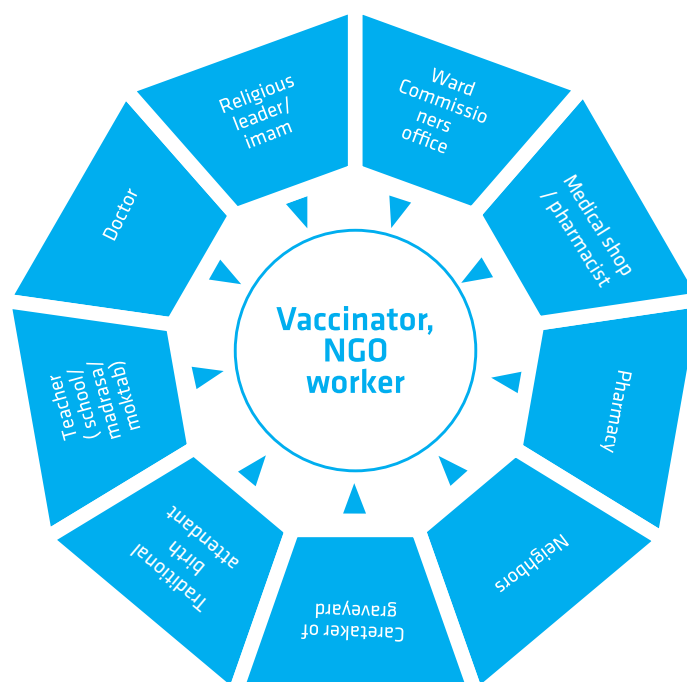 Religious
leader/
imam
Ward
Commissio
ners
office
Medical shop
/ pharmacist
Pharmacy
Neighbors
Caretaker of
graveyard
Traditional
birth
attendant
Teacher
(school/
madrasa/
moktab)
Doctor
Vaccinator,
NGO
worker